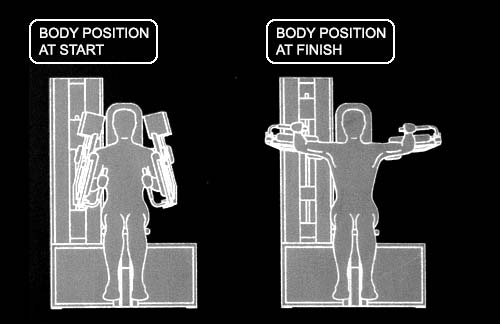 BODY POSITION
AT START
BODY POSITION
AT FINISH